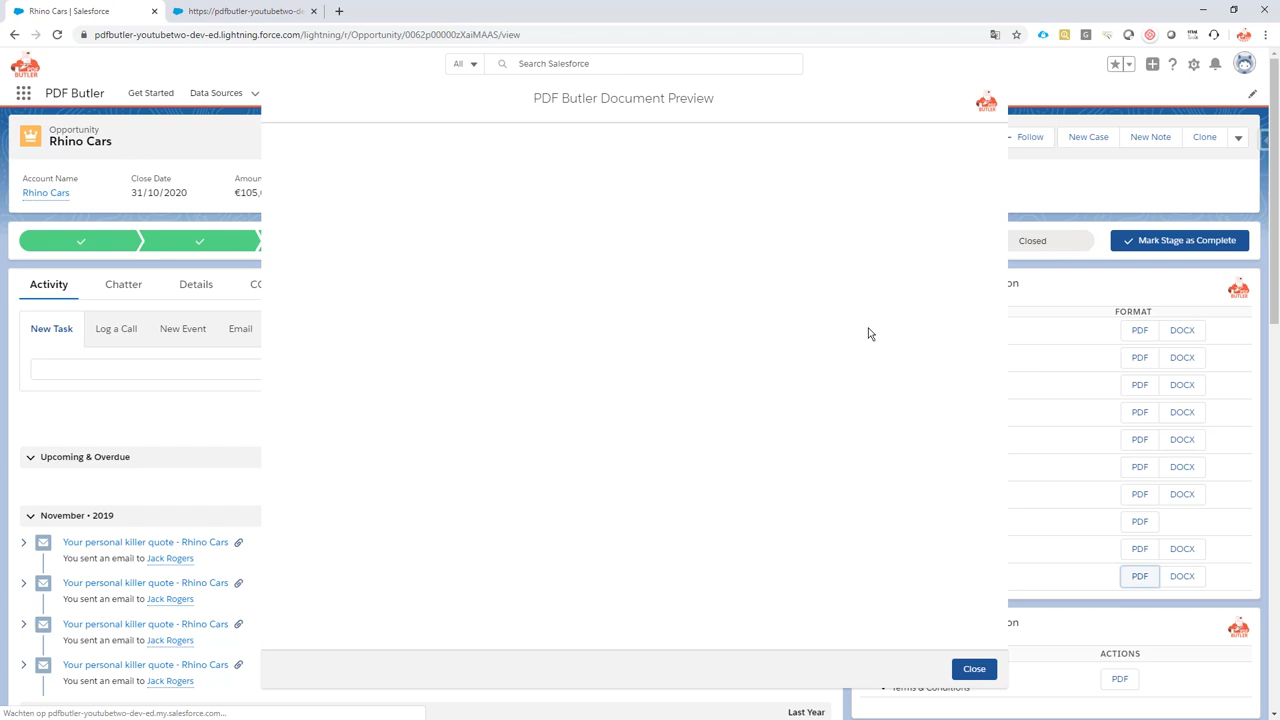 Rhino Cars | Salesforce
https://pdfbutler-youtubetwo-de
pdfbutler-youtubetwo-dev-ed.lightning.force.com/lightning/r/Opportunity/0062p00000zXaiMAAS/view
All
Search Salesforce
BUTLER
PDF Butler
Get Started
Data Sources
PDF Butler Document Preview
Opportunity
Rhino Cars
Follow
New Case
New Note
Clone
Account Name
Close Date
Amoun
Rhino Cars
31/10/2020
€105,
Closed
Mark Stage as Complete
Activity
Chatter
Details
on
FORMAT
New Task
Log a Call
New Event
Email
PDF
DOCX
PDF
DOCX
PDF
DOCX
PDF
DOCX
PDF
DOCX
PDF
DOCX
PDF
DOCX
PDF
PDF
DOCX
PDF
DOCX
Upcoming & Overdue
November • 2019
Your personal killer quote - Rhino Cars
You sent an email to Jack Rogers
Your personal killer quote - Rhino Cars
You sent an email to Jack Rogers
Your personal killer quote - Rhino Cars
You sent an email to Jack Rogers
Your personal killer quote - Rhino Cars
You sent an email to Jack Rogers
on
ACTIONS
PDF
Close
Terms & Conditions
Last Year
Wachten op pdfbutler-youtubetwo-dev-ed.my.salesforce.com...